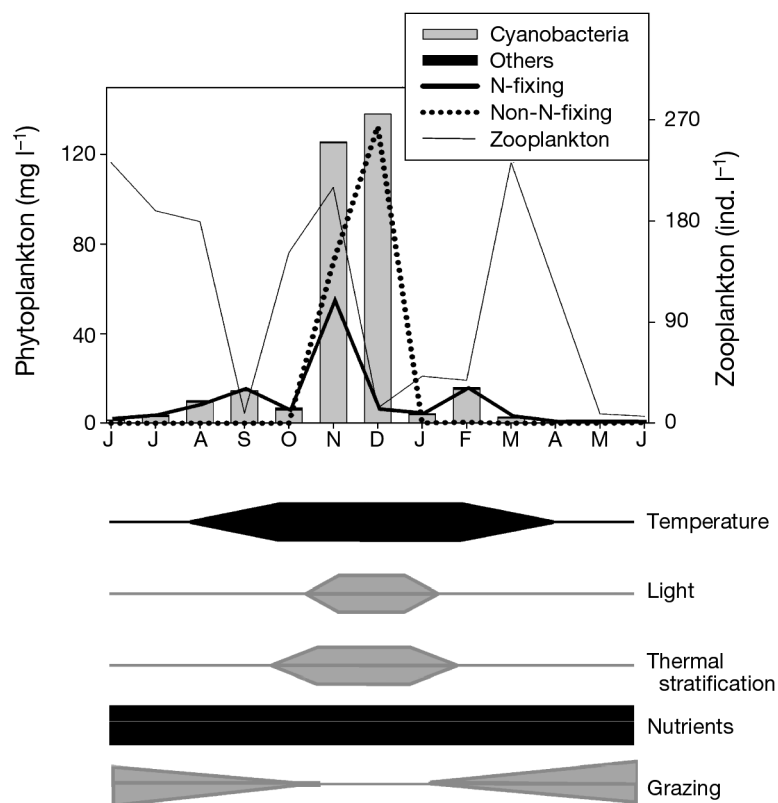 Cyanobacteria
Others
N-fixing
Non-N-fixing
Zooplankton
Phytoplankton (mg l⁻¹)
120
80
40
0
Zooplankton (ind. l⁻¹)
270
180
90
0
J J A S O N D J F M A M J
Temperature
Light
Thermal
stratification
Nutrients
Grazing